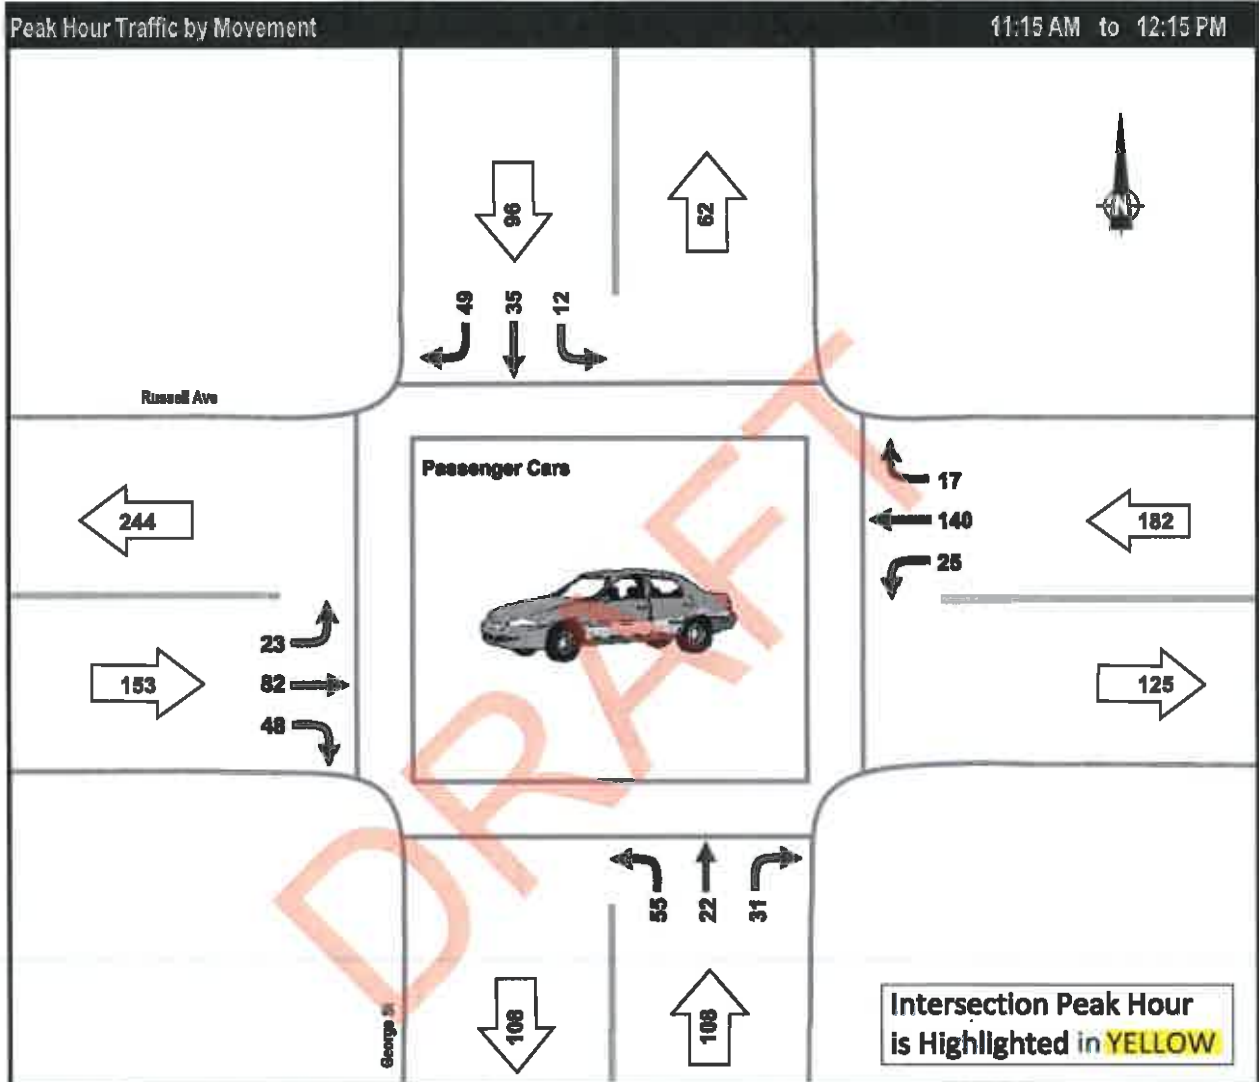 Peak Hour Traffic by Movement 11:15 AM to 12:15 PM
96
62
49 35 12
N
Russell Ave
Passenger Cars
17
244
140
182
25
23
153
82
125
48
55 22 31
George St
108
108
DRAFT
Intersection Peak Hour
is Highlighted in YELLOW